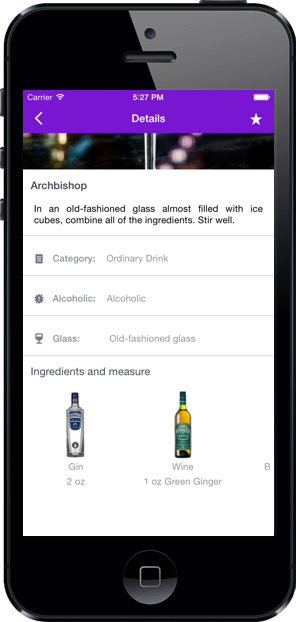 Carrier 5:27 PM
Details
Archbishop
In an old-fashioned glass almost filled with ice
cubes, combine all of the ingredients. Stir well.
Category: Ordinary Drink
Alcoholic: Alcoholic
Glass: Old-fashioned glass
Ingredients and measure
Gin Wine B
2 oz 1 oz Green Ginger